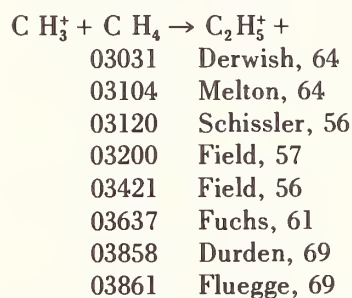 C H₃⁺ + C H₄ → C₂H₅⁺ +
03031 Derwish, 64
03104 Melton, 64
03120 Schissler, 56
03200 Field, 57
03421 Field, 56
03637 Fuchs, 61
03858 Durden, 69
03861 Fluegge, 69